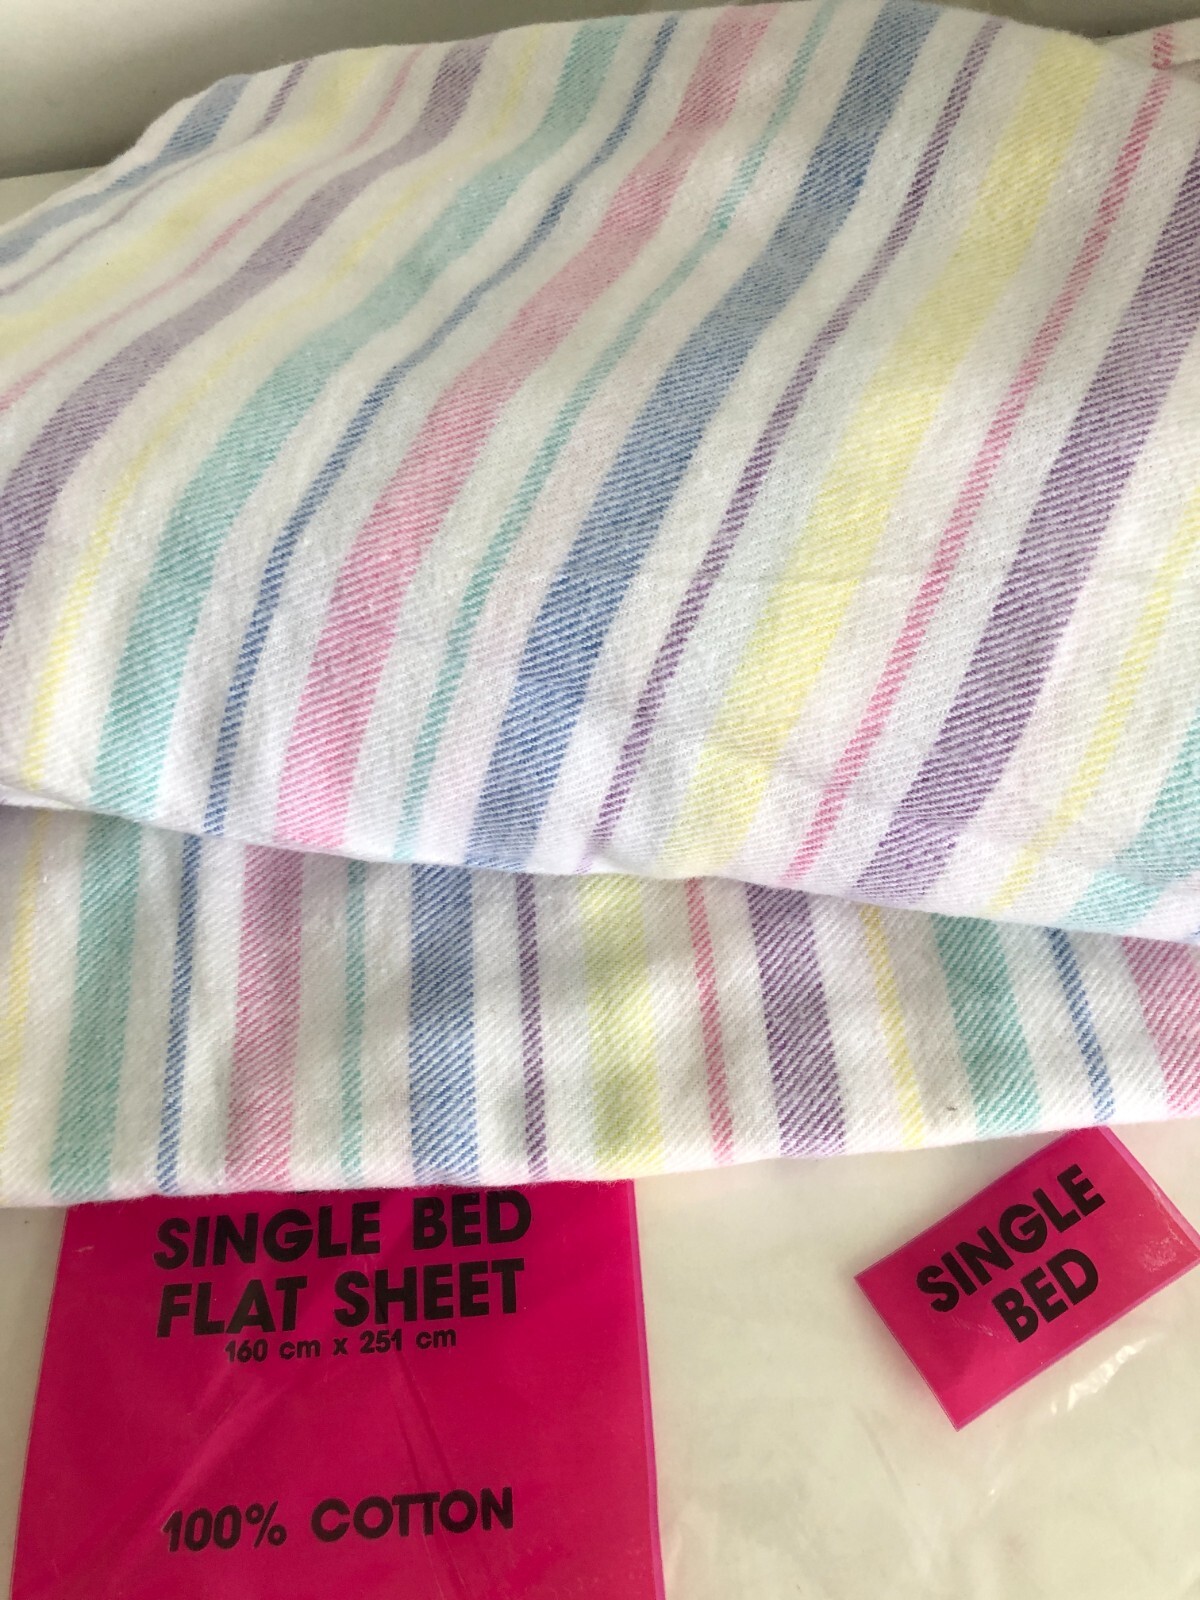 SINGLE BED
FLAT SHEET
160 cm x 251 cm
100% COTTON
SINGLE
BED